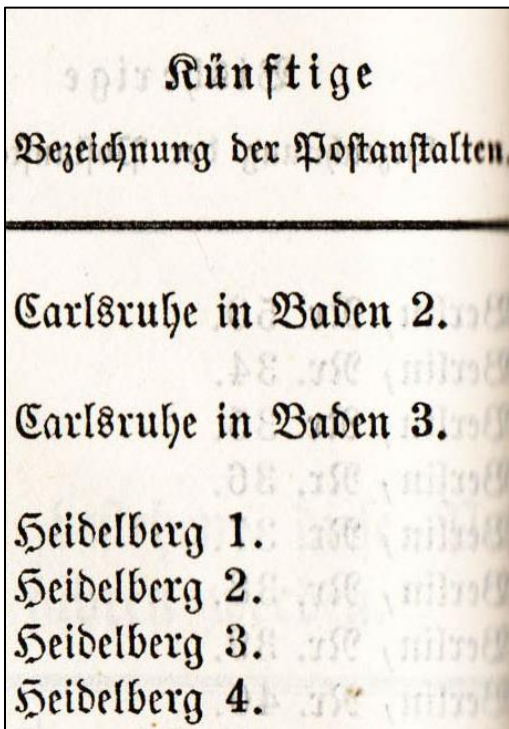 Künftige
Bezeichnung der Postanstalten.
Carlsruhe in Baden 2.
Carlsruhe in Baden 3.
Heidelberg 1.
Heidelberg 2.
Heidelberg 3.
Heidelberg 4.